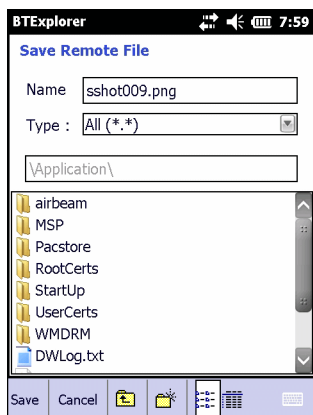 BTExplorer 7:59
Save Remote File
Name sshot009.png
Type : All (*.*)
\Application\
airbeam
MSP
Pacstore
RootCerts
StartUp
UserCerts
WMDRM
DWLog.txt
Save Cancel